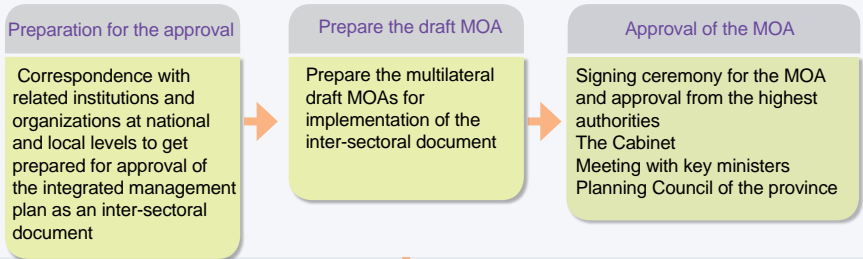 Preparation for the approval
Correspondence with
related institutions and
organizations at national
and local levels to get
prepared for approval of
the integrated management
plan as an inter-sectoral
document
Prepare the draft MOA
Prepare the multilateral
draft MOAs for
implementation of the
inter-sectoral document
Approval of the MOA
Signing ceremony for the MOA
and approval from the highest
authorities
The Cabinet
Meeting with key ministers
Planning Council of the province